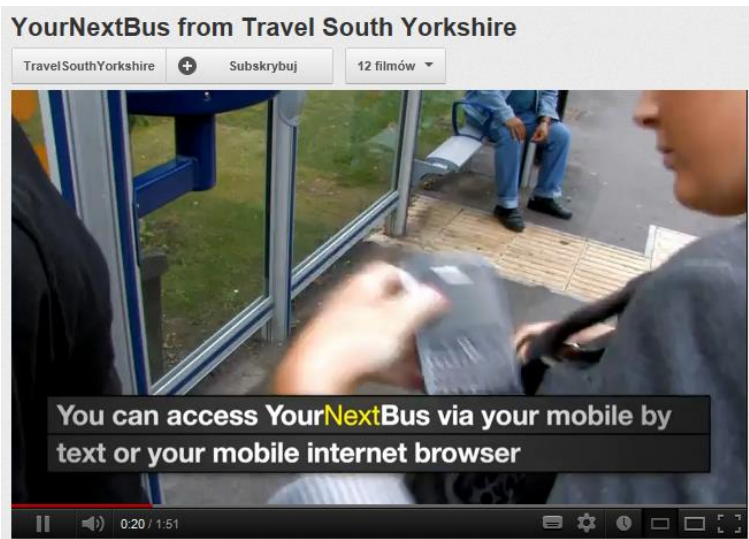 YourNextBus from Travel South Yorkshire
TravelSouthYorkshire Subskrybuj 12 filmów
You can access YourNextBus via your mobile by
text or your mobile internet browser
0:20 / 1:51